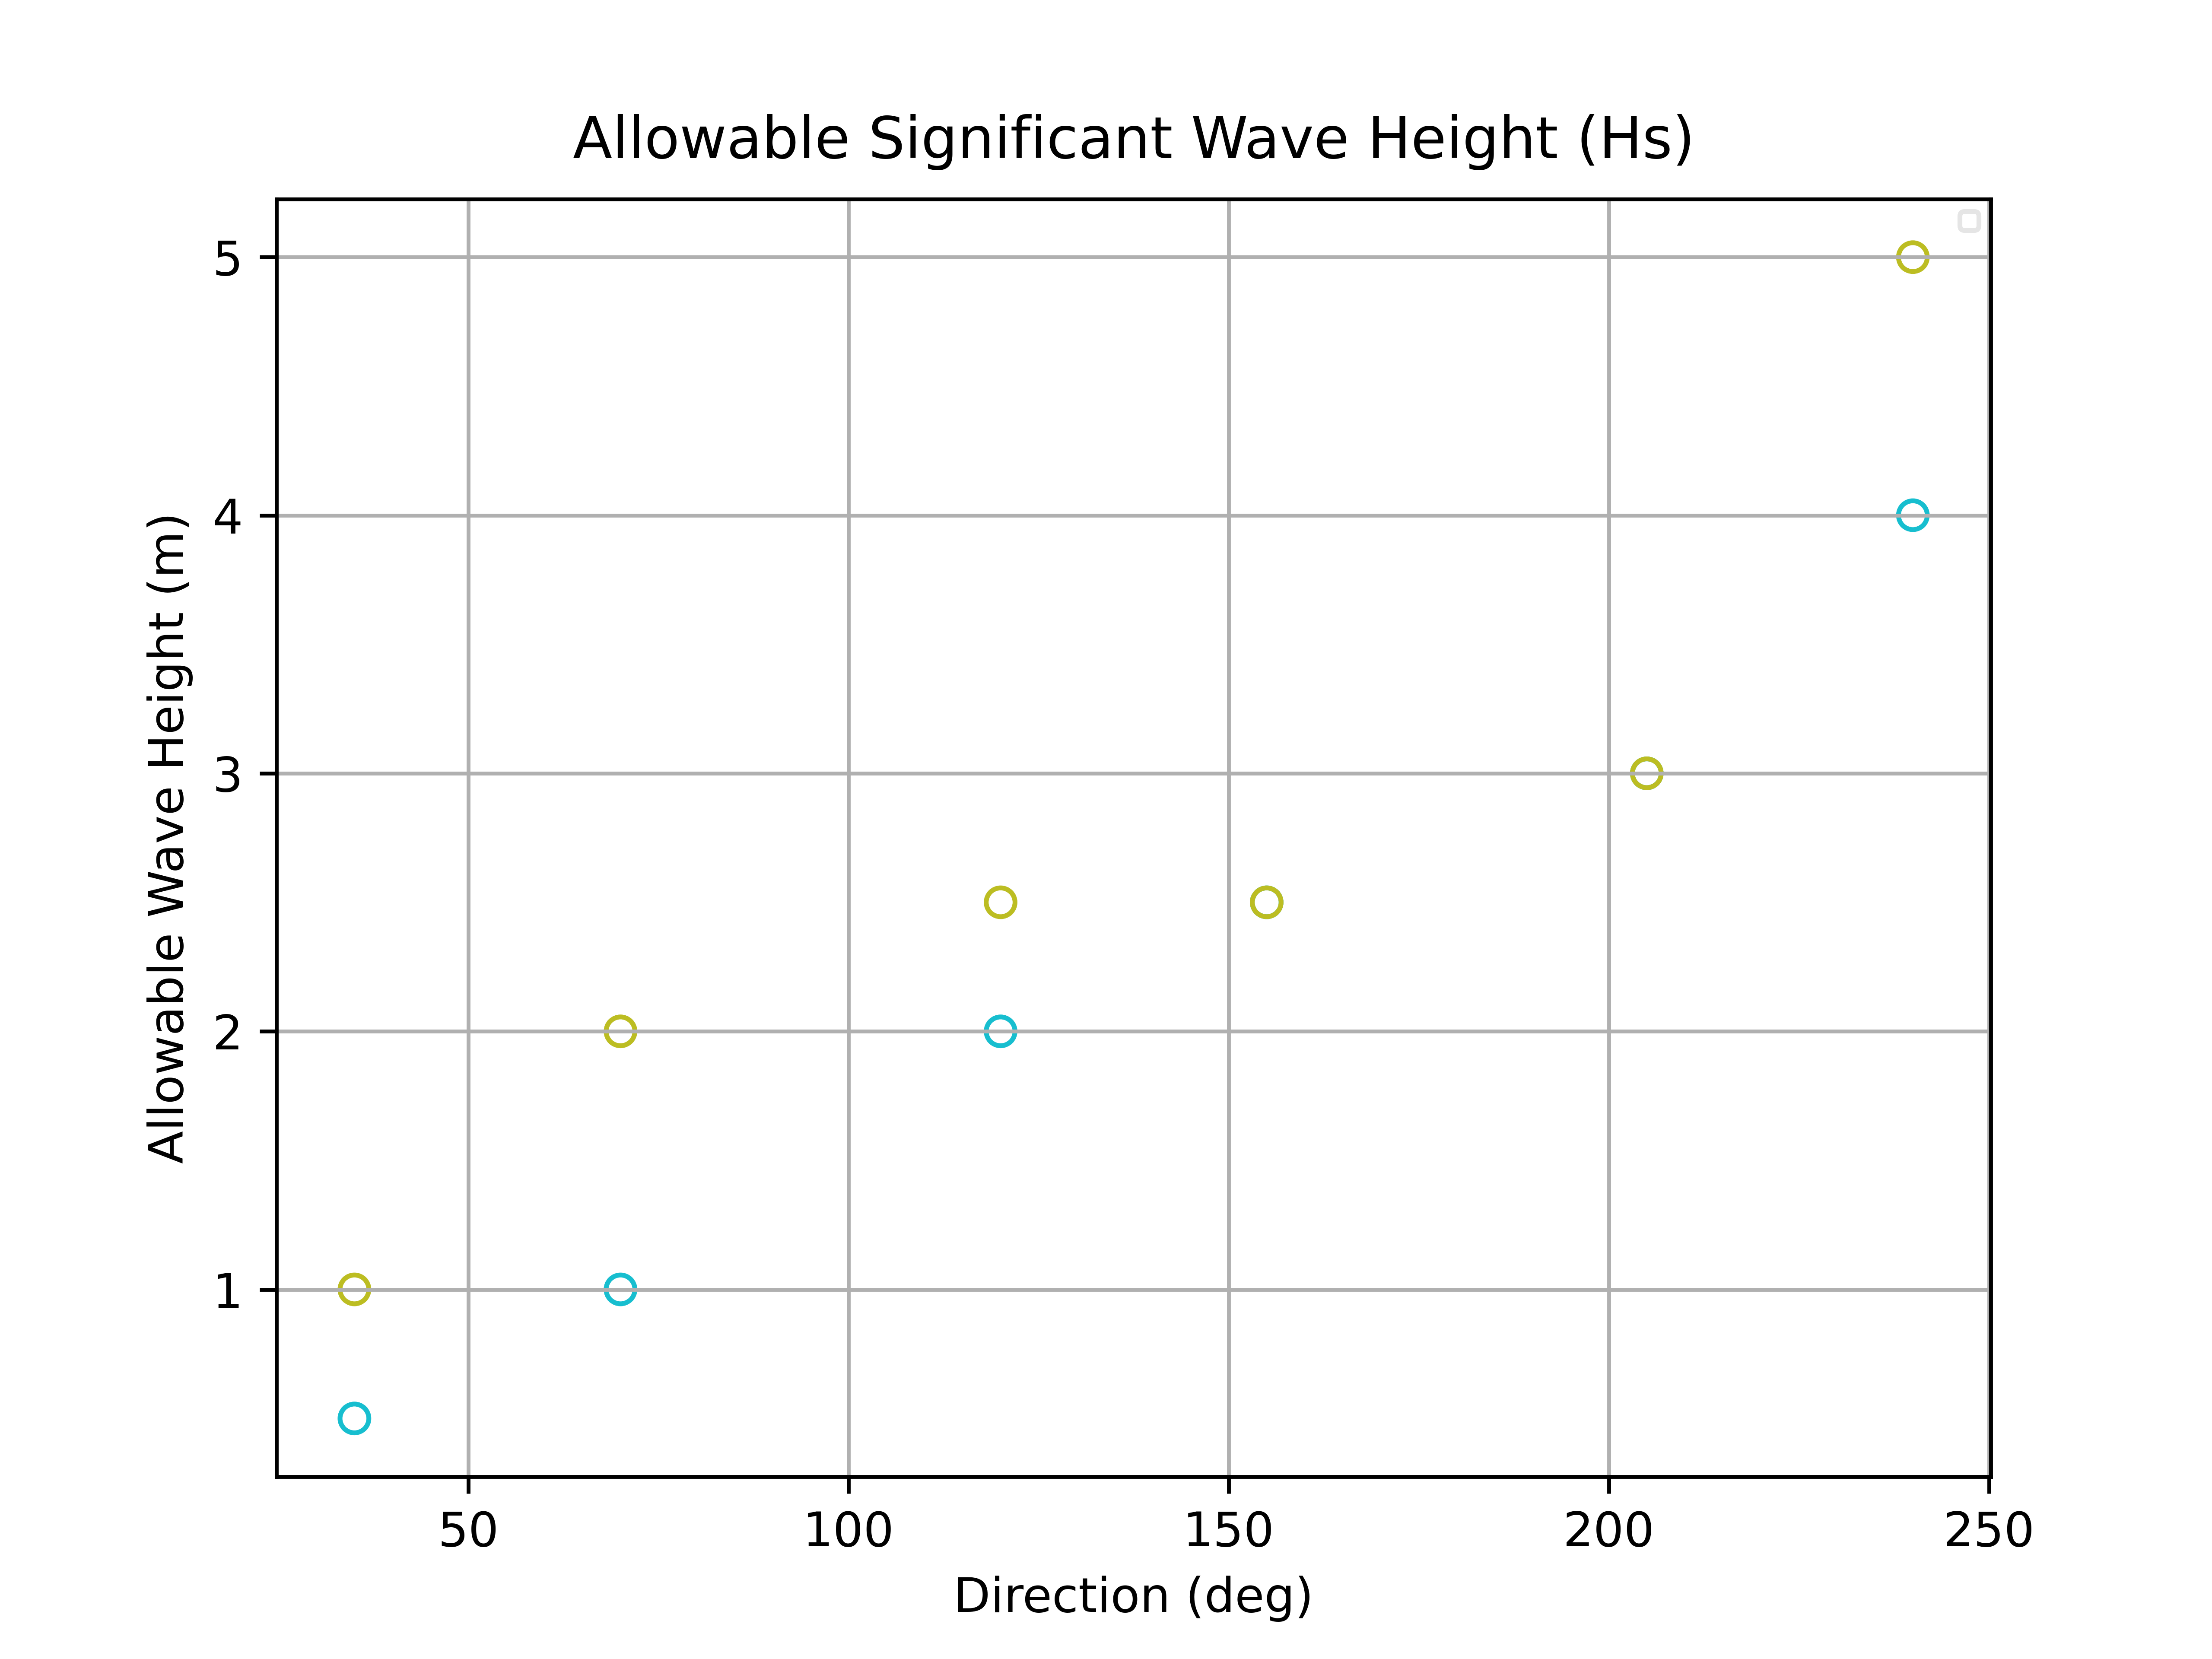 Allowable Significant Wave Height (Hs)
Allowable Wave Height (m)
5
4
3
2
1
50 100 150 200 250
Direction (deg)